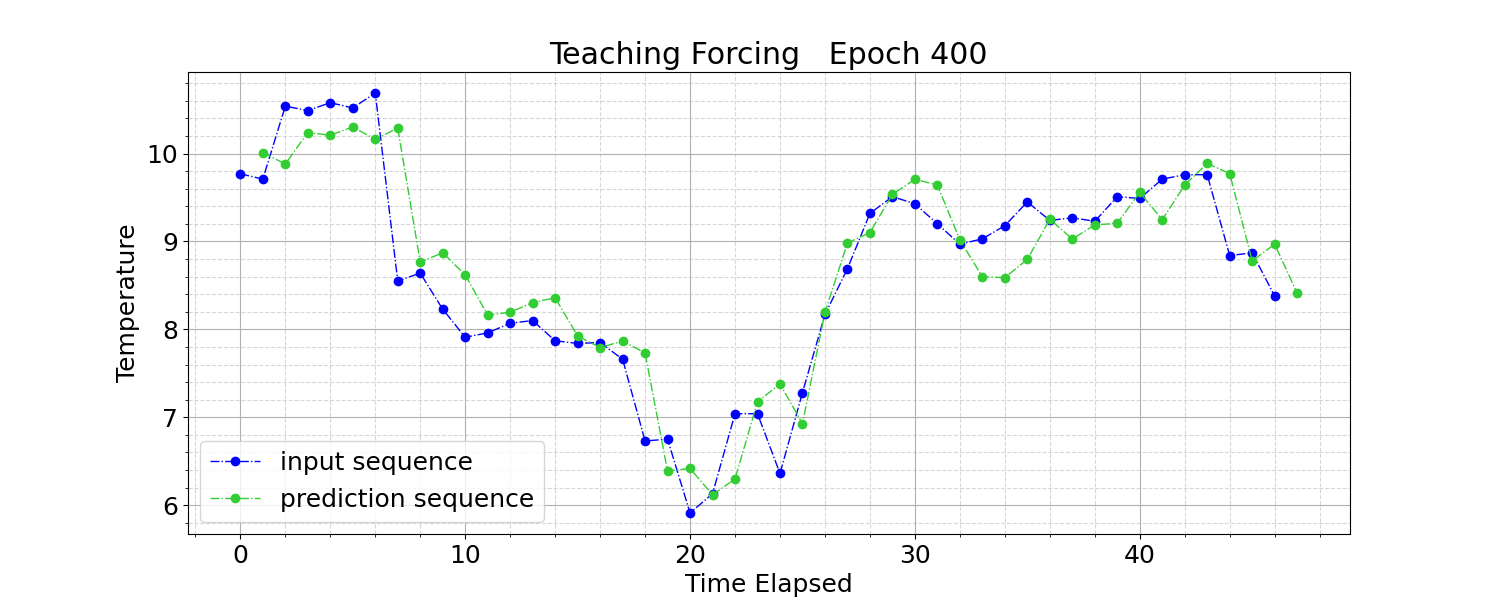 Teaching Forcing   Epoch 400
10
9
8
7
6
Temperature
input sequence
prediction sequence
0 10 20 30 40
Time Elapsed